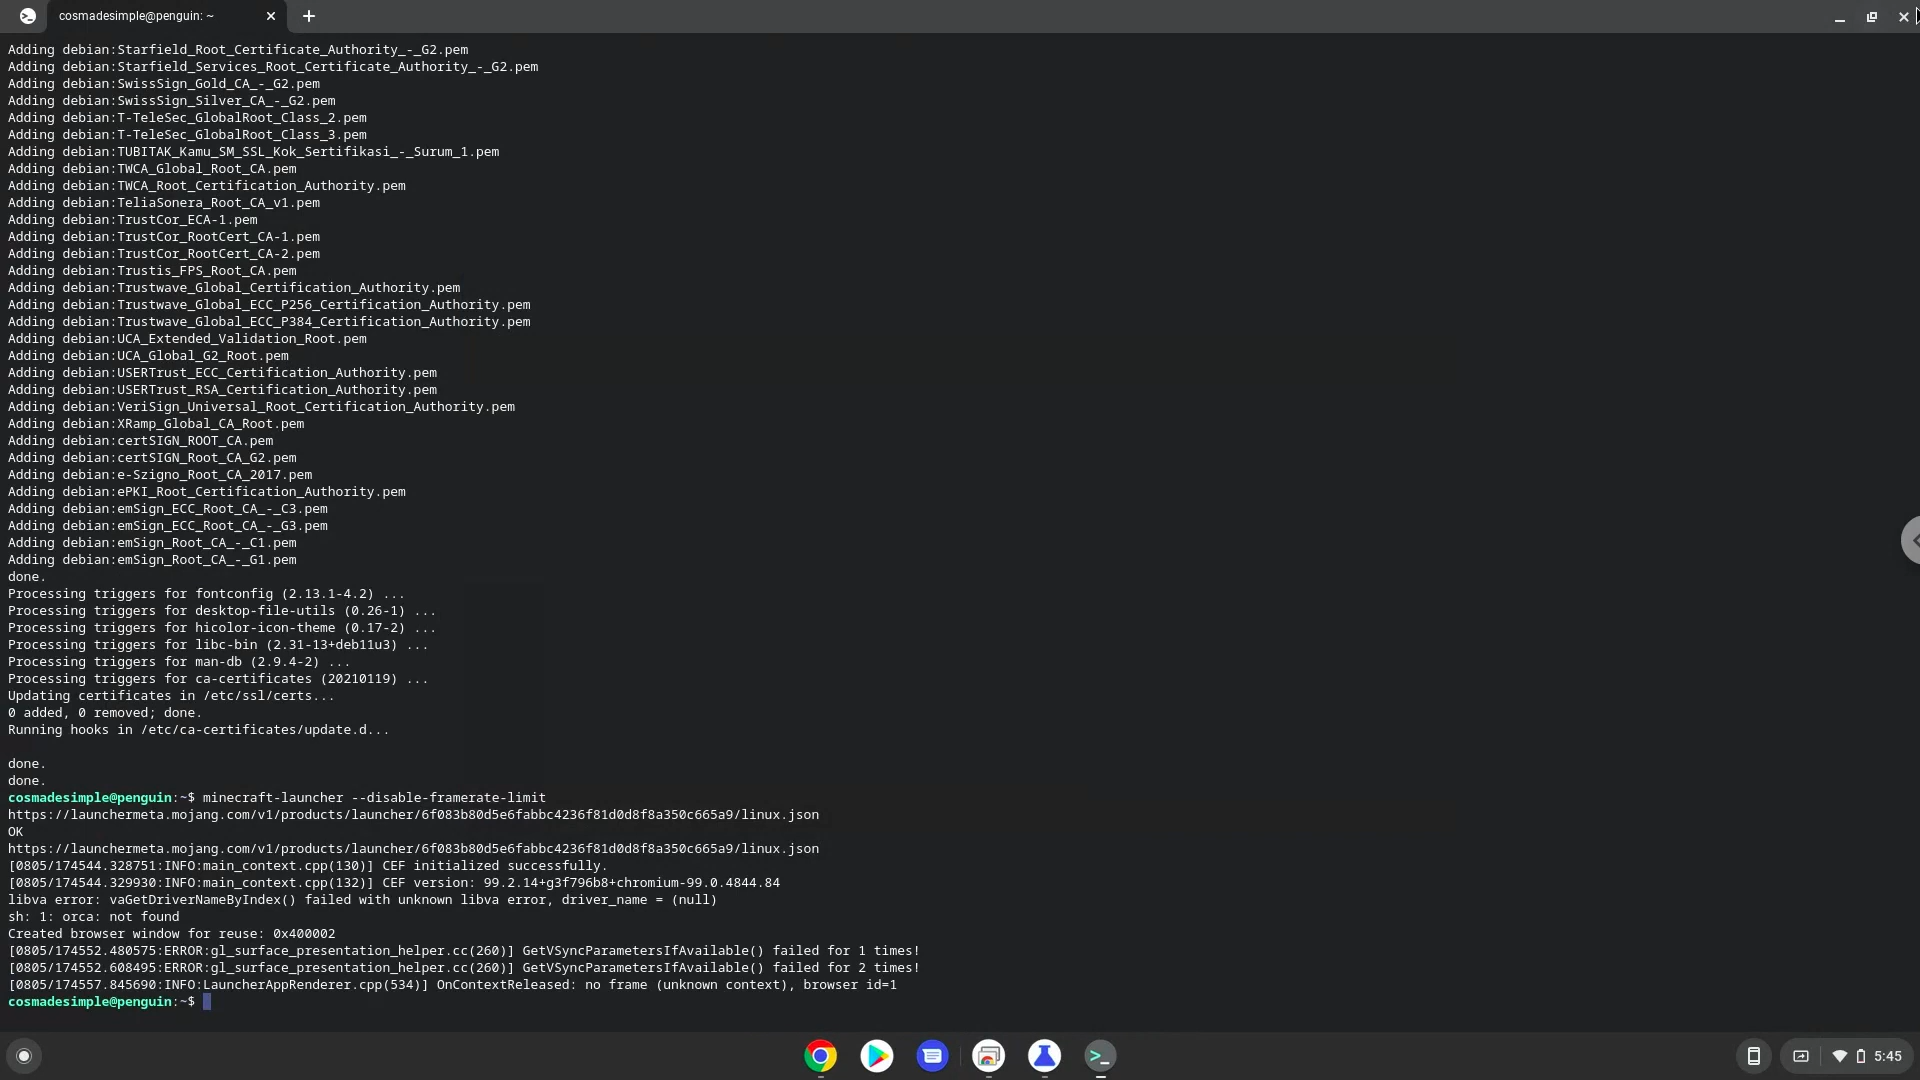 cosmadesimple@penguin: ~
Adding debian:Starfield_Root_Certificate_Authority_-_G2.pem
Adding debian:Starfield_Services_Root_Certificate_Authority_-_G2.pem
Adding debian:SwissSign_Gold_CA_-_G2.pem
Adding debian:SwissSign_Silver_CA_-_G2.pem
Adding debian:T-TeleSec_GlobalRoot_Class_2.pem
Adding debian:T-TeleSec_GlobalRoot_Class_3.pem
Adding debian:TUBITAK_Kamu_SM_SSL_Kok_Sertifikasi_-_Surum_1.pem
Adding debian:TWCA_Global_Root_CA.pem
Adding debian:TWCA_Root_Certification_Authority.pem
Adding debian:TeliaSonera_Root_CA_v1.pem
Adding debian:TrustCor_ECA-1.pem
Adding debian:TrustCor_RootCert_CA-1.pem
Adding debian:TrustCor_RootCert_CA-2.pem
Adding debian:Trustis_FPS_Root_CA.pem
Adding debian:Trustwave_Global_Certification_Authority.pem
Adding debian:Trustwave_Global_ECC_P256_Certification_Authority.pem
Adding debian:Trustwave_Global_ECC_P384_Certification_Authority.pem
Adding debian:UCA_Extended_Validation_Root.pem
Adding debian:UCA_Global_G2_Root.pem
Adding debian:USERTrust_ECC_Certification_Authority.pem
Adding debian:USERTrust_RSA_Certification_Authority.pem
Adding debian:VeriSign_Universal_Root_Certification_Authority.pem
Adding debian:XRamp_Global_CA_Root.pem
Adding debian:certSIGN_ROOT_CA.pem
Adding debian:certSIGN_Root_CA_G2.pem
Adding debian:e-Szigno_Root_CA_2017.pem
Adding debian:ePKI_Root_Certification_Authority.pem
Adding debian:emSign_ECC_Root_CA_-_C3.pem
Adding debian:emSign_ECC_Root_CA_-_G3.pem
Adding debian:emSign_Root_CA_-_C1.pem
Adding debian:emSign_Root_CA_-_G1.pem
done.
Processing triggers for fontconfig (2.13.1-4.2) ...
Processing triggers for desktop-file-utils (0.26-1) ...
Processing triggers for hicolor-icon-theme (0.17-2) ...
Processing triggers for libc-bin (2.31-13+deb11u3) ...
Processing triggers for man-db (2.9.4-2) ...
Processing triggers for ca-certificates (20210119) ...
Updating certificates in /etc/ssl/certs...
0 added, 0 removed; done.
Running hooks in /etc/ca-certificates/update.d...
done.
done.
cosmadesimple@penguin:~$ minecraft-launcher --disable-framerate-limit
https://launchermeta.mojang.com/v1/products/launcher/6f083b80d5e6fabbc4236f81d0d8f8a350c665a9/linux.json
OK
https://launchermeta.mojang.com/v1/products/launcher/6f083b80d5e6fabbc4236f81d0d8f8a350c665a9/linux.json
[0805/174544.328751:INFO:main_context.cpp(130)] CEF initialized successfully.
[0805/174544.329930:INFO:main_context.cpp(132)] CEF version: 99.2.14+g3f796b8+chromium-99.0.4844.84
libva error: vaGetDriverNameByIndex() failed with unknown libva error, driver_name = (null)
sh: 1: orca: not found
Created browser window for reuse: 0x400002
[0805/174552.480575:ERROR:gl_surface_presentation_helper.cc(260)] GetVSyncParametersIfAvailable() failed for 1 times!
[0805/174552.608495:ERROR:gl_surface_presentation_helper.cc(260)] GetVSyncParametersIfAvailable() failed for 2 times!
[0805/174557.845690:INFO:LauncherAppRenderer.cpp(534)] OnContextReleased: no frame (unknown context), browser id=1
cosmadesimple@penguin:~$
5:45